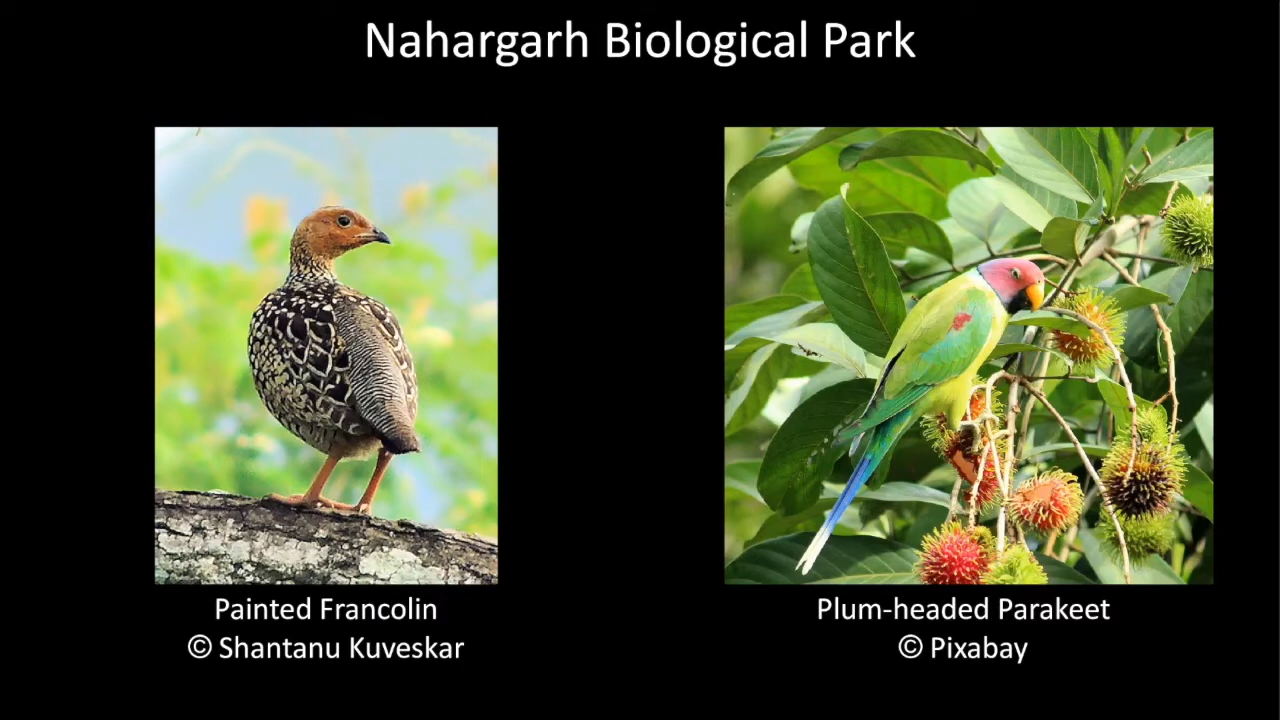 Nahargarh Biological Park
Painted Francolin
© Shantanu Kuveskar
Plum-headed Parakeet
© Pixabay